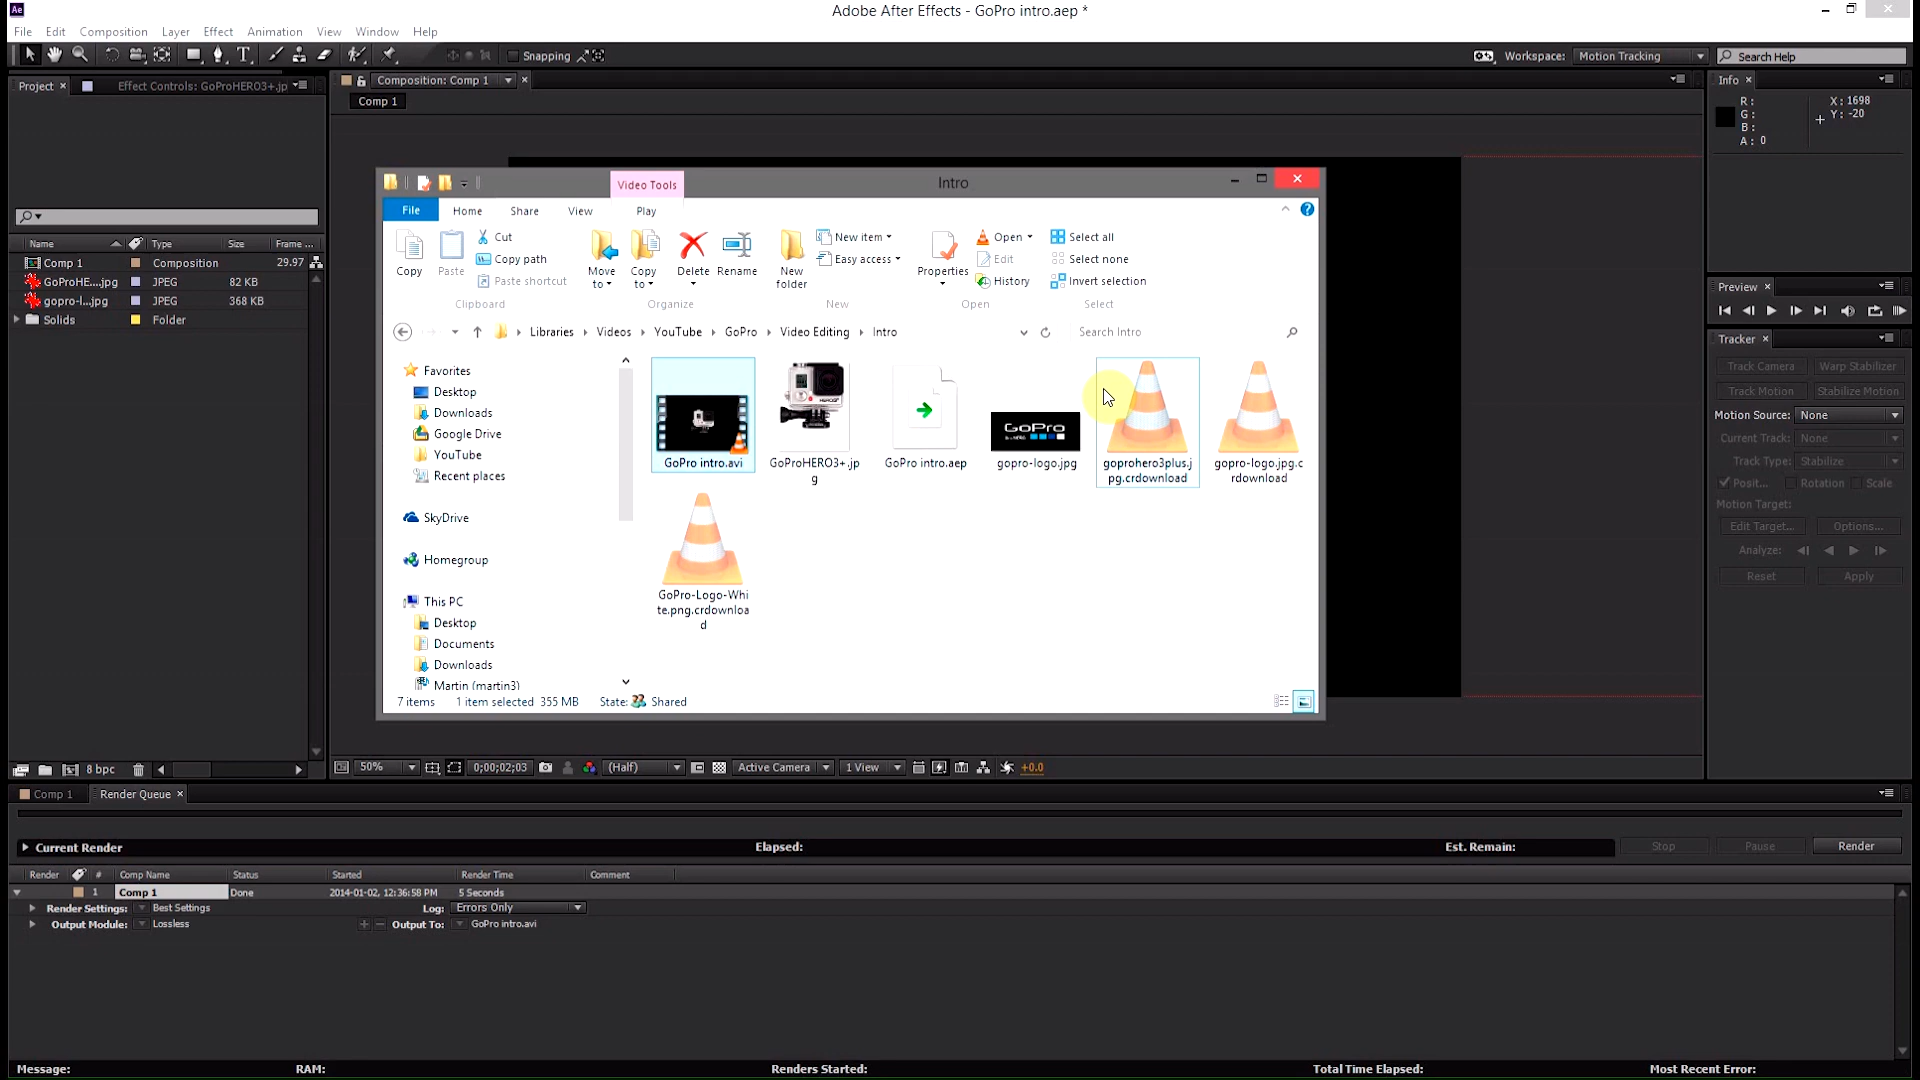 Ae
Adobe After Effects - GoPro intro.aep *
File Edit Composition Layer Effect Animation View Window Help
Snapping
Workspace: Motion Tracking
Search Help
Project × Effect Controls: GoProHERO3+.jp
Composition: Comp 1 ×
Comp 1
Info ×
R:
G:
B:
A: 0
X: 1698
Y: -20
Name Type Size Frame ...
Comp 1 Composition 29.97
GoProHE....jpg JPEG 82 KB
gopro-l...jpg JPEG 368 KB
Solids Folder
Video Tools Intro
File Home Share View Play
Copy
Paste
Cut
Copy path
Paste shortcut
Clipboard
Move to
Copy to
Delete
Rename
Organize
New folder
New item
Easy access
New
Properties
Open
Edit
History
Open
Select all
Select none
Invert selection
Select
Libraries Videos YouTube GoPro Video Editing Intro
Search Intro
Favorites
Desktop
Downloads
Google Drive
YouTube
Recent places
SkyDrive
Homegroup
This PC
Desktop
Documents
Downloads
Martin (martin3)
GoPro intro.avi
GoProHERO3+.jp
g
GoPro intro.aep
GoPro
gopro-logo.jpg
goprohero3plus.j
pg.crdownload
gopro-logo.jpg.c
rdownload
GoPro-Logo-Whi
te.png.crdownloa
d
7 items 1 item selected 355 MB State: Shared
Preview ×
Tracker ×
Track Camera Warp Stabilizer
Track Motion Stabilize Motion
Motion Source: None
Current Track: None
Track Type: Stabilize
Posit... Rotation Scale
Motion Target:
Edit Target... Options...
Analyze:
Reset Apply
8 bpc
50% 0;00;02;03 (Half) Active Camera 1 View +0.0
Comp 1 Render Queue ×
Current Render Elapsed: Est. Remain: Stop Pause Render
Render # Comp Name Status Started Render Time Comment
1 Comp 1 Done 2014-01-02, 12:36:58 PM 5 Seconds
Render Settings: Best Settings Log: Errors Only
Output Module: Lossless Output To: GoPro intro.avi
Message: RAM: Renders Started: Total Time Elapsed: Most Recent Error: